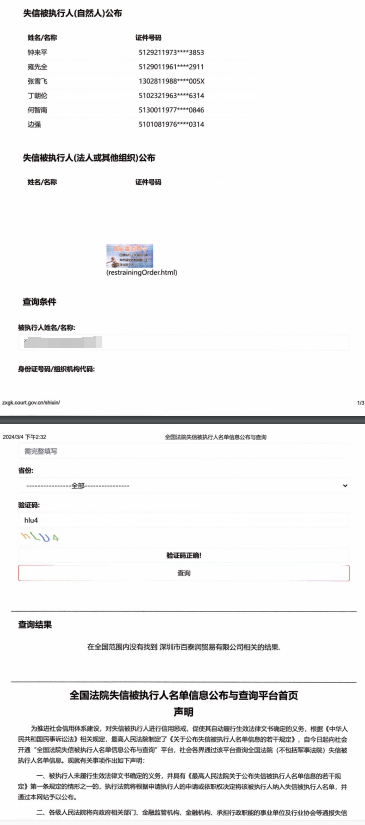 失信被执行人(自然人)公布
姓名/名称 证件号码
钟来平 5129211973****3853
雍先全 5129011961****2911
张雪飞 1302811988****005X
丁朝伦 5102321963****6314
何智南 5130011977****0846
边强 5101081976****0314
失信被执行人(法人或其他组织)公布
姓名/名称 证件号码
(restrainingOrder.html)
查询条件
被执行人姓名/名称:
身份证号码/组织机构代码:
zxgk.court.gov.cn/shixin/ 1/3
2024/3/4 下午2:32 全国法院失信被执行人名单信息公布与查询
需完整填写
省份:
----------------全部----------------
验证码:
hlu4
hLU4
验证码正确!
查询
查询结果
在全国范围内没有找到 深圳市百泰润贸易有限公司相关的结果.
全国法院失信被执行人名单信息公布与查询平台首页
声明
为推进社会信用体系建设，对失信被执行人进行信用惩戒，促使其自动履行生效法律文书确定的义务，根据《中华人
民共和国民事诉讼法》相关规定，最高人民法院制定了《关于公布失信被执行人名单信息的若干规定》，自今日起向社会
开通“全国法院失信被执行人名单信息公布与查询”平台，社会各界通过该平台查询全国法院（不包括军事法院）失信被
执行人名单信息。现就有关事项作出如下声明：
一、被执行人未履行生效法律文书确定的义务，并具有《最高人民法院关于公布失信被执行人名单信息的若干规
定》第一条规定的情形之一的，执行法院将根据申请执行人的申请或依职权决定将该被执行人纳入失信被执行人名单，并
通过本网站予以公布。
二、各级人民法院将向政府相关部门、金融监管机构、金融机构、承担行政职能的事业单位及行业协会等通报失信